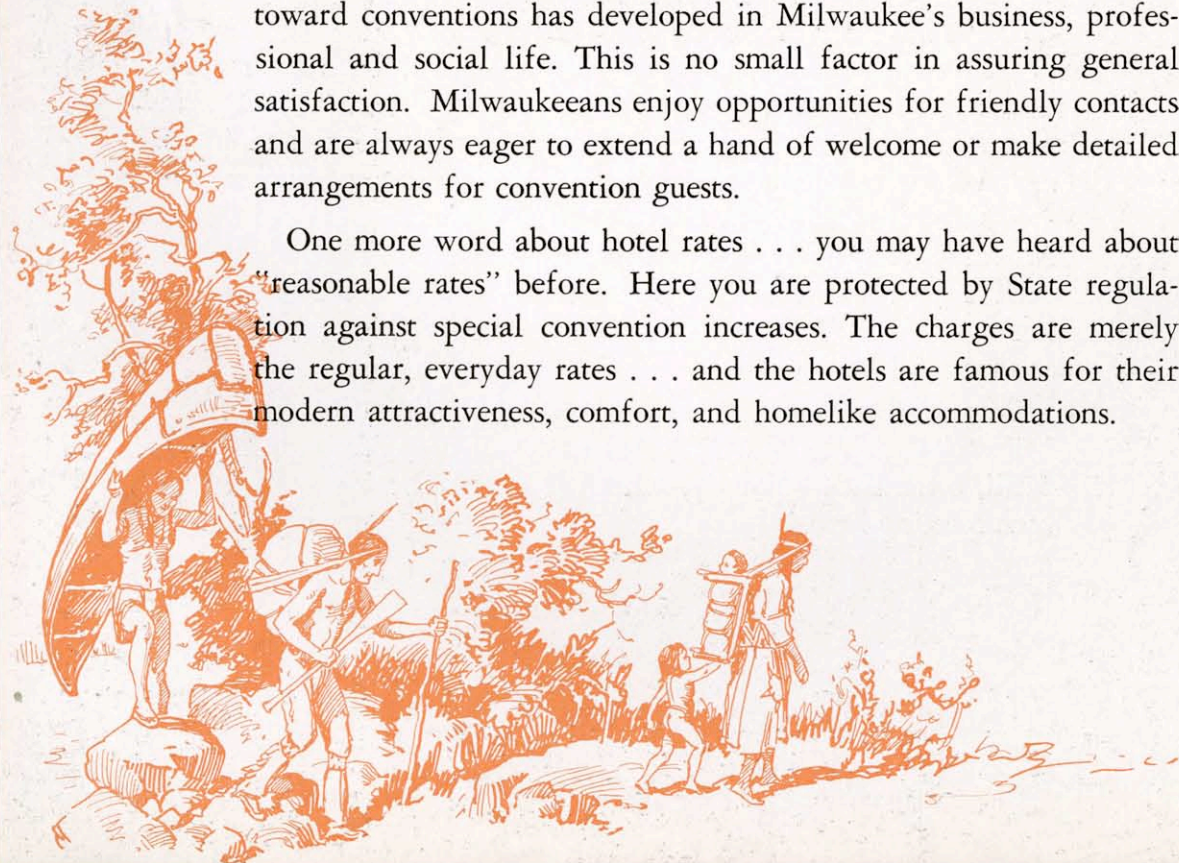 toward conventions has developed in Milwaukee's business, profes-
sional and social life. This is no small factor in assuring general
satisfaction. Milwaukeeans enjoy opportunities for friendly contacts
and are always eager to extend a hand of welcome or make detailed
arrangements for convention guests.
One more word about hotel rates . . . you may have heard about
"reasonable rates" before. Here you are protected by State regula-
tion against special convention increases. The charges are merely
the regular, everyday rates . . . and the hotels are famous for their
modern attractiveness, comfort, and homelike accommodations.